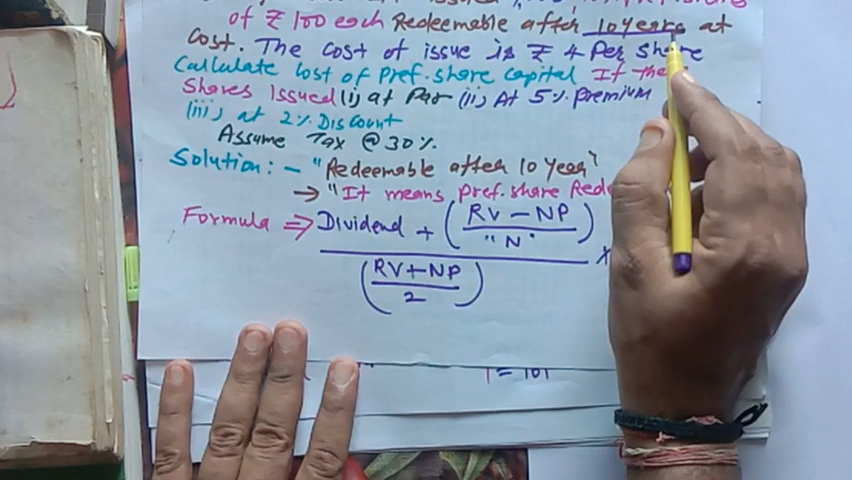 of ₹ 100 each Redeemable after 10 years at
Cost. The Cost of issue is ₹ 4 Per Share
Calculate Cost of Pref. share capital If the
Shares Issued (i) at Par (ii) At 5% Premium
(iii) at 2% Discount
Assume Tax @ 30%.
Solution:- "Redeemable after 10 Year"
→ "It means Pref. share
Formula ⇒ Dividend + (RV - NP / "N")
(RV + NP / 2)
= 101